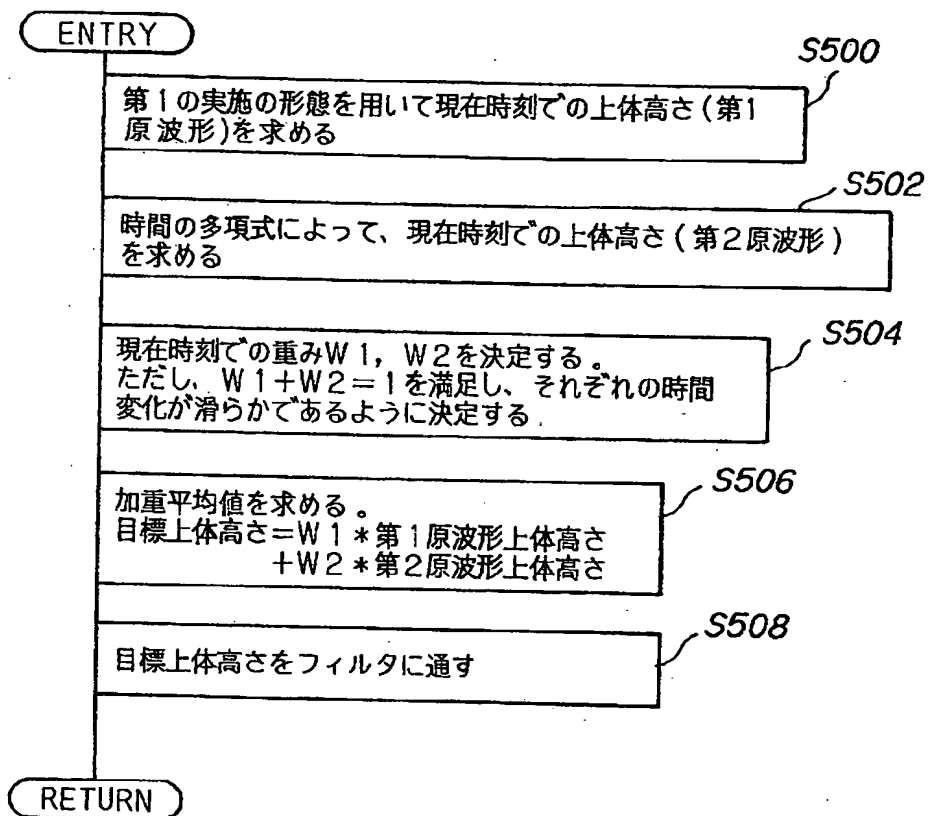 ENTRY
S500
第1の実施の形態を用いて現在時刻での上体高さ(第1
原波形)を求める
S502
時間の多項式によって、現在時刻での上体高さ(第2原波形)
を求める
S504
現在時刻での重みW1,W2を決定する。
ただし、W1+W2=1を満足し、それぞれの時間
変化が滑らかであるように決定する
S506
加重平均値を求める。
目標上体高さ=W1*第1原波形上体高さ
+W2*第2原波形上体高さ
S508
目標上体高さをフィルタに通す
RETURN